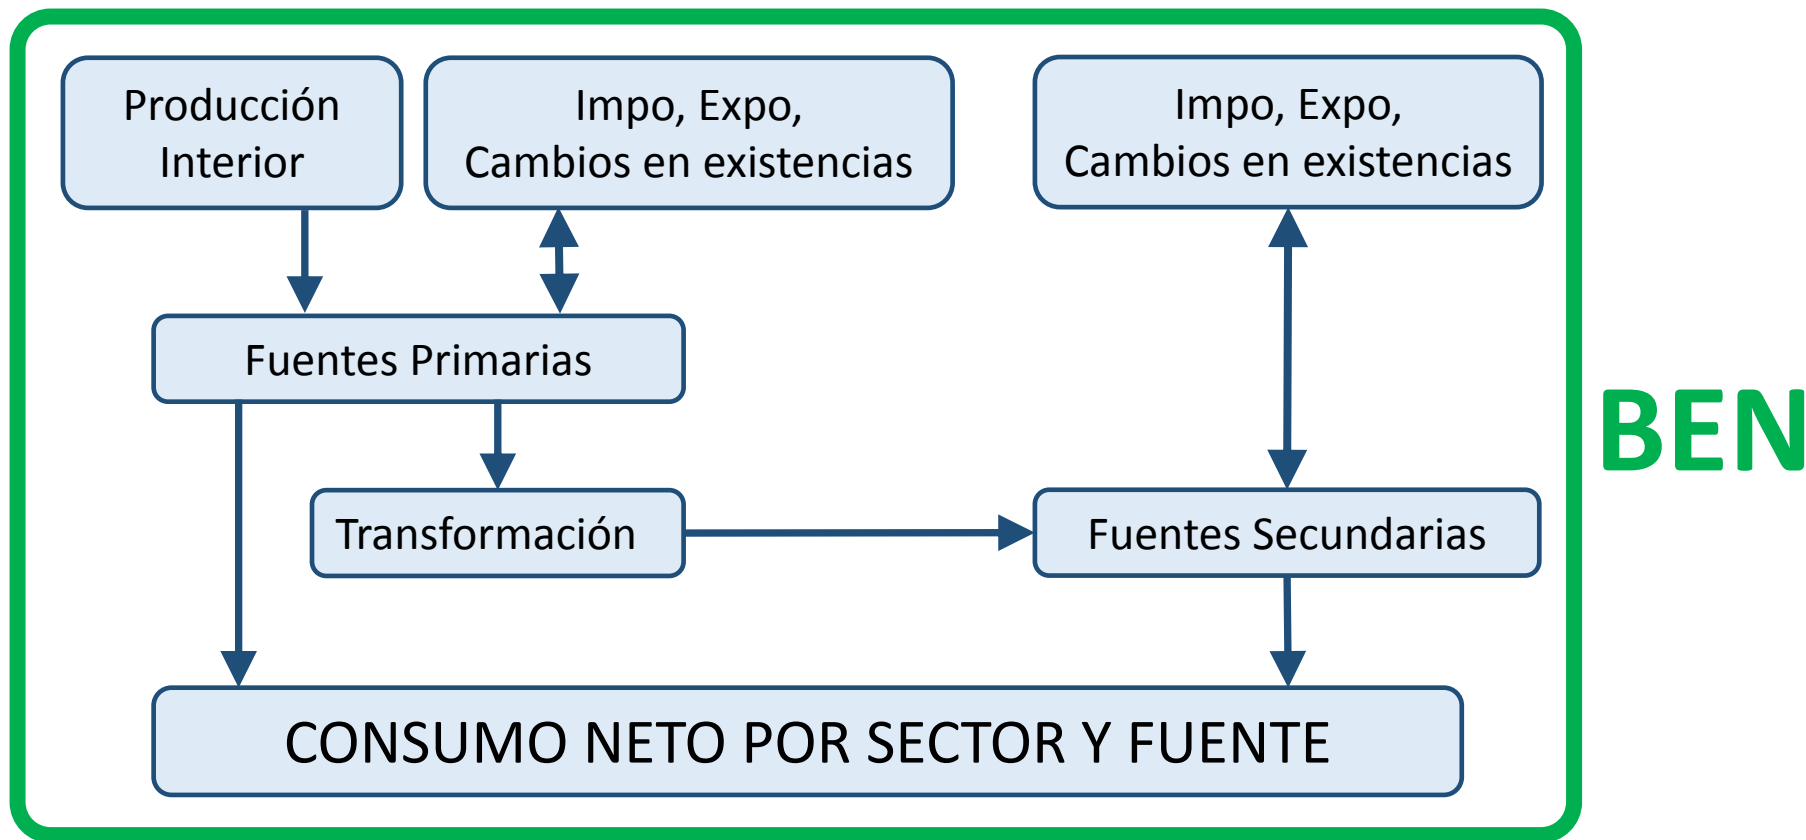 Producción
Interior
Impo, Expo,
Cambios en existencias
Impo, Expo,
Cambios en existencias
Fuentes Primarias
BEN
Transformación
Fuentes Secundarias
CONSUMO NETO POR SECTOR Y FUENTE